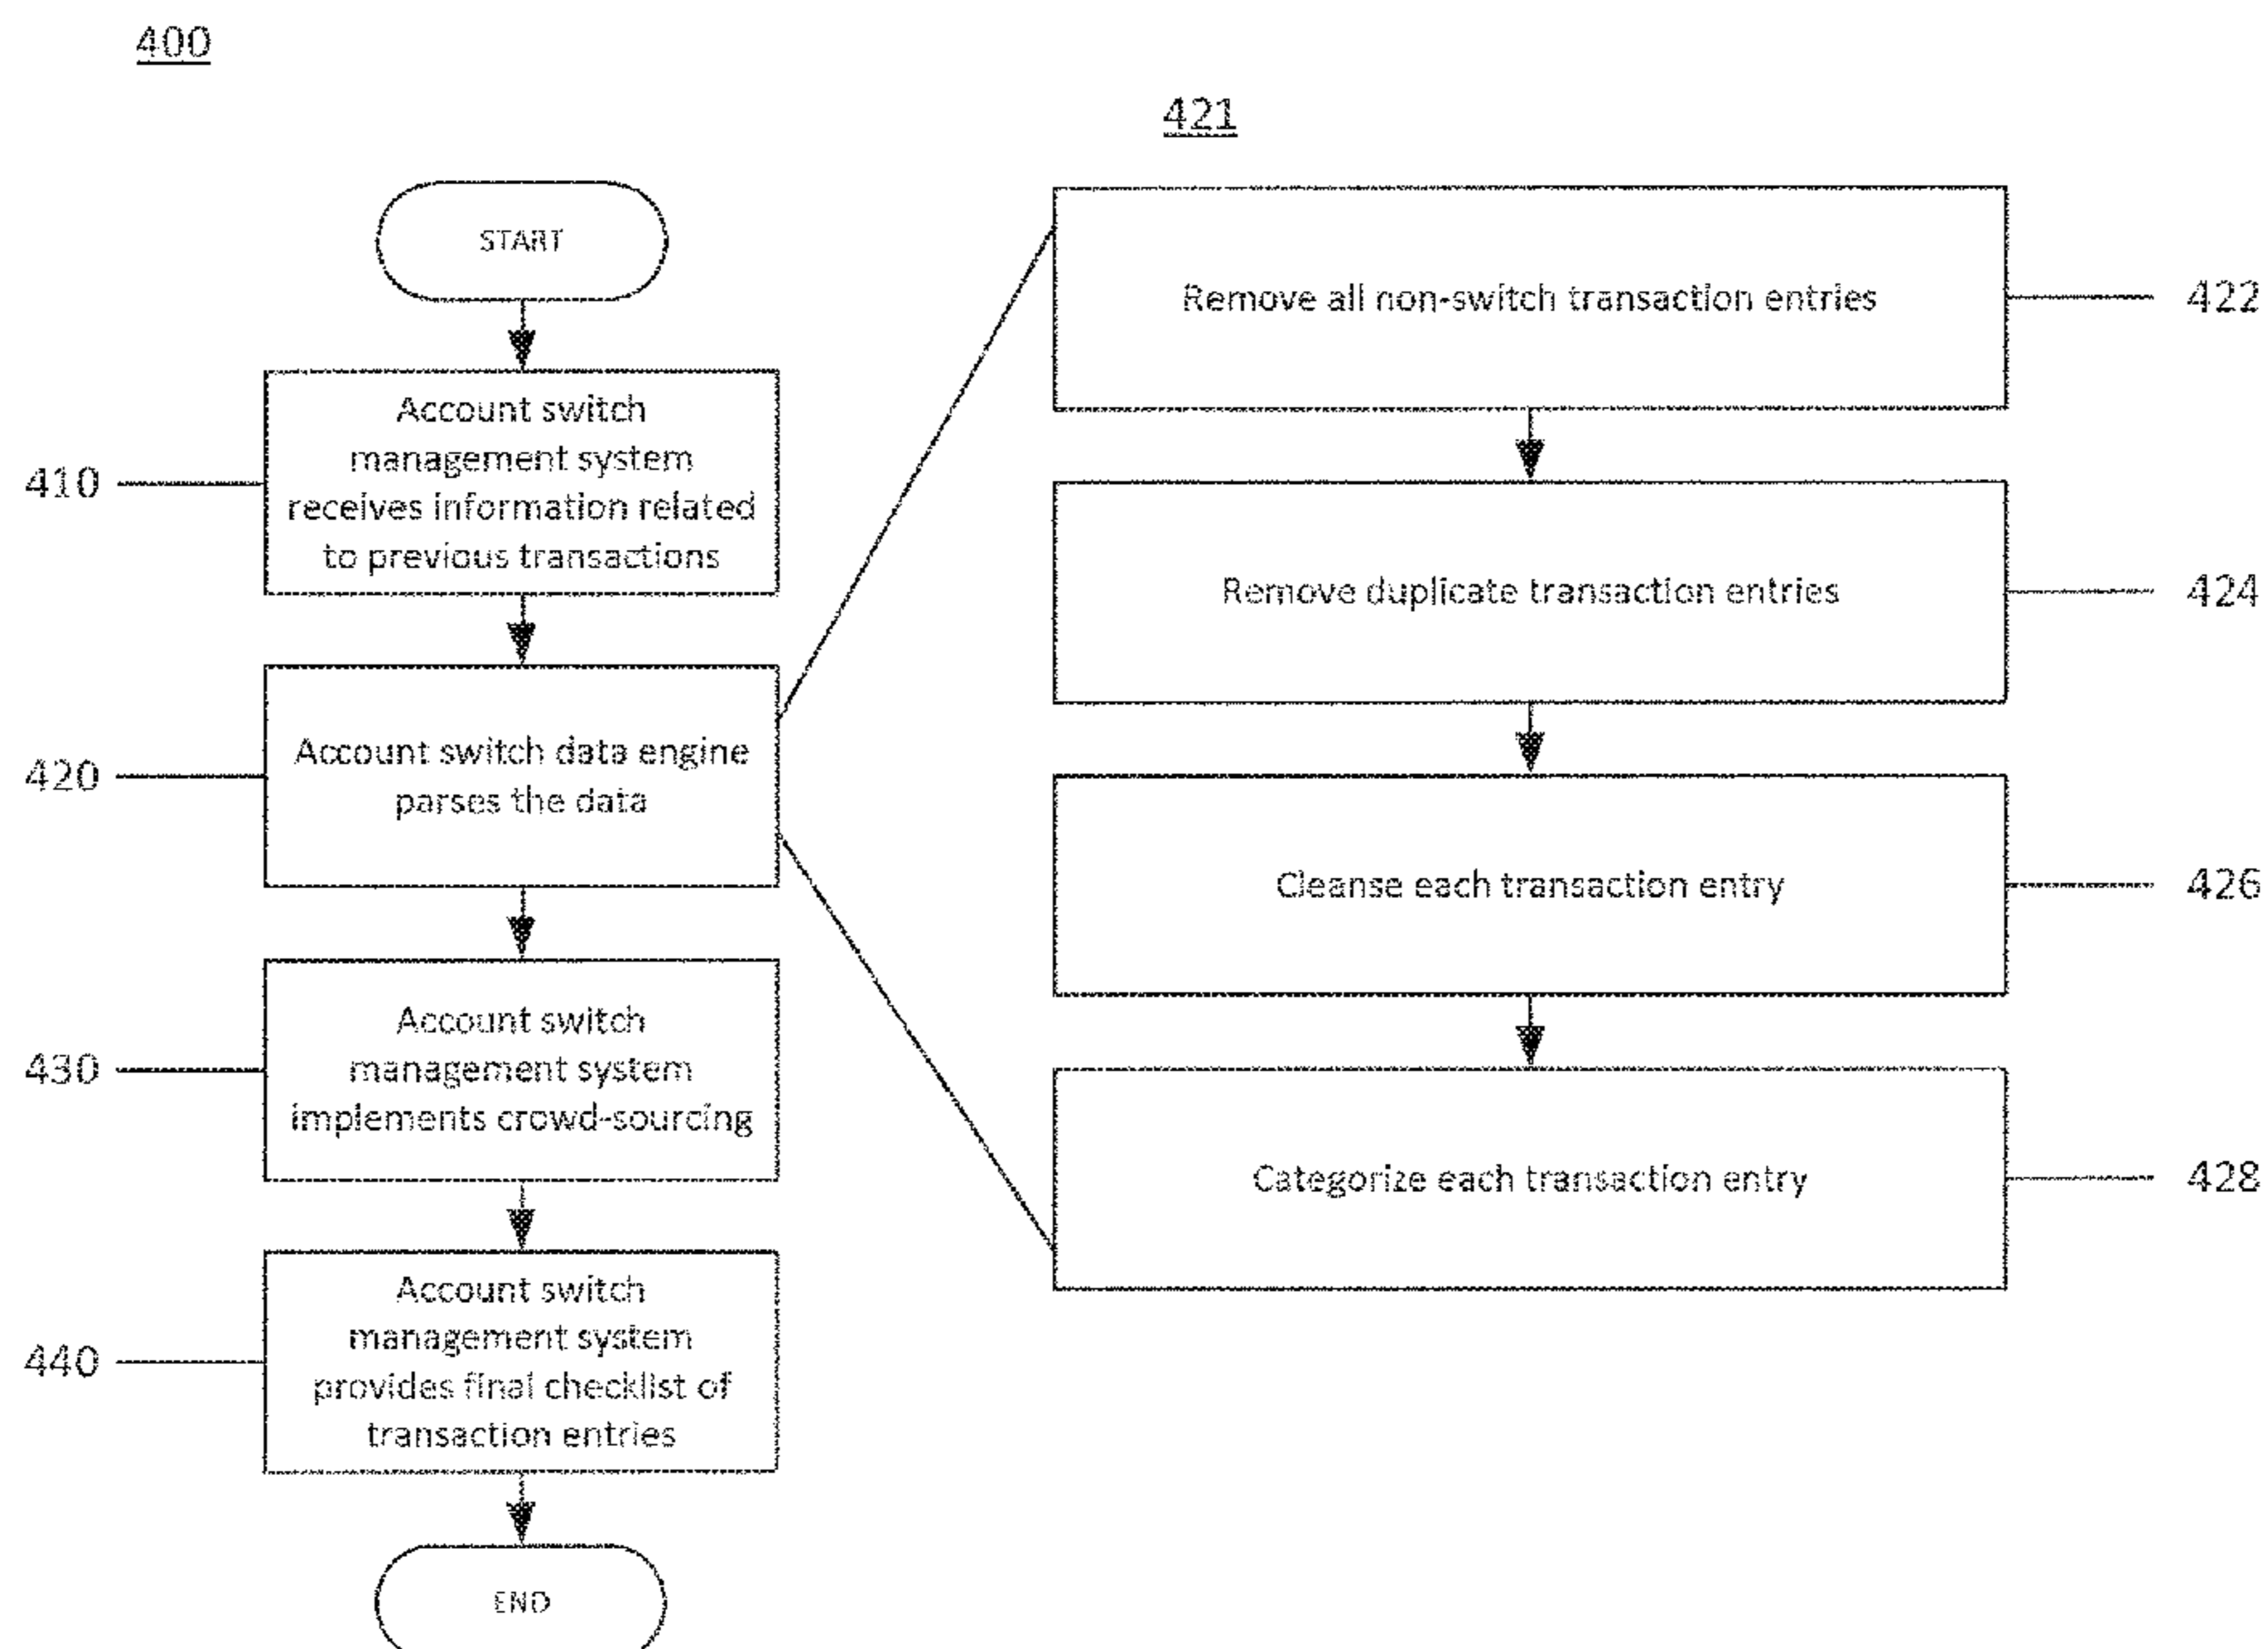 400
421
START
410
Account switch
management system
receives information related
to previous transactions
420
Account switch data engine
parses the data
430
Account switch
management system
implements crowd-sourcing
440
Account switch
management system
provides final checklist of
transaction entries
END
Remove all non-switch transaction entries
422
Remove duplicate transaction entries
424
Cleanse each transaction entry
426
Categorize each transaction entry
428